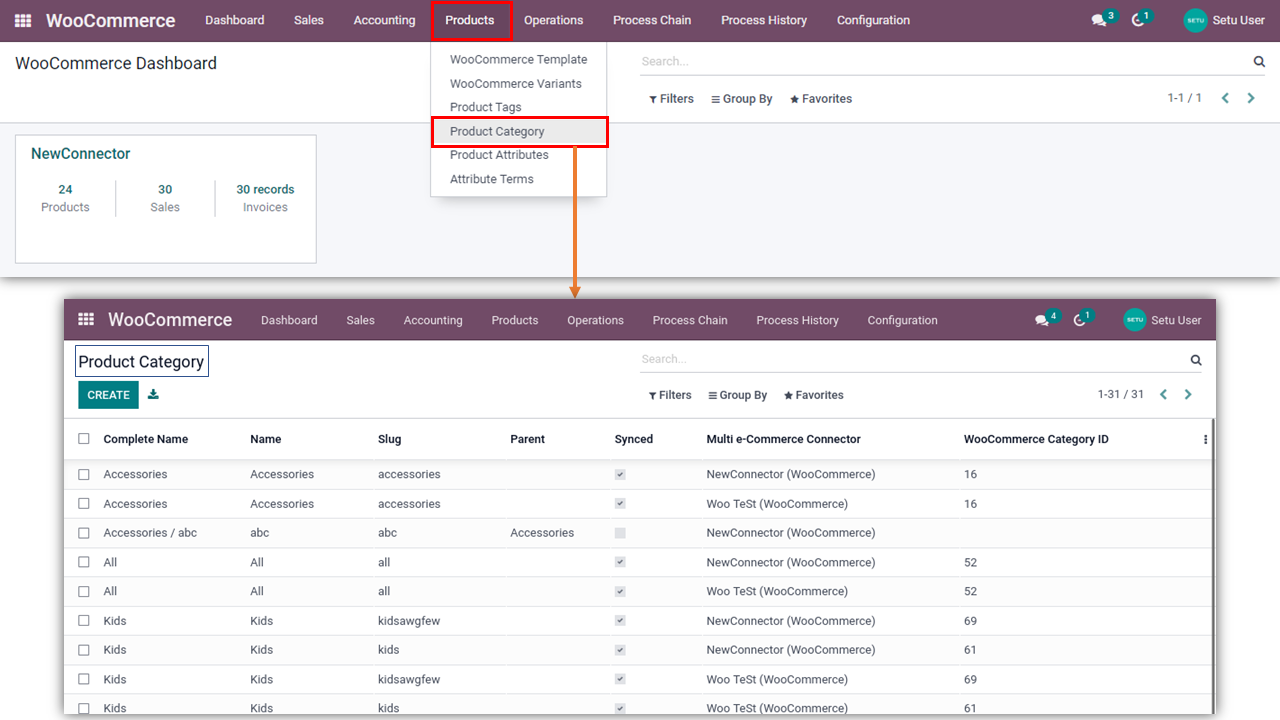 WooCommerce Dashboard Sales Accounting Products Operations Process Chain Process History Configuration 3 1 SETU Setu User
WooCommerce Dashboard
Search...
WooCommerce Template
WooCommerce Variants
Product Tags
Product Category
Product Attributes
Attribute Terms
Filters Group By Favorites 1-1 / 1
NewConnector
24 30 30 records
Products Sales Invoices
WooCommerce Dashboard Sales Accounting Products Operations Process Chain Process History Configuration 4 1 SETU Setu User
Product Category Search...
CREATE Filters Group By Favorites 1-31 / 31
Complete Name Name Slug Parent Synced Multi e-Commerce Connector WooCommerce Category ID
Accessories Accessories accessories NewConnector (WooCommerce) 16
Accessories Accessories accessories Woo TeSt (WooCommerce) 16
Accessories / abc abc abc Accessories NewConnector (WooCommerce)
All All all NewConnector (WooCommerce) 52
All All all Woo TeSt (WooCommerce) 52
Kids Kids kidsawgfew NewConnector (WooCommerce) 69
Kids Kids kids NewConnector (WooCommerce) 61
Kids Kids kidsawgfew Woo TeSt (WooCommerce) 69
Kids Kids kids Woo TeSt (WooCommerce) 61